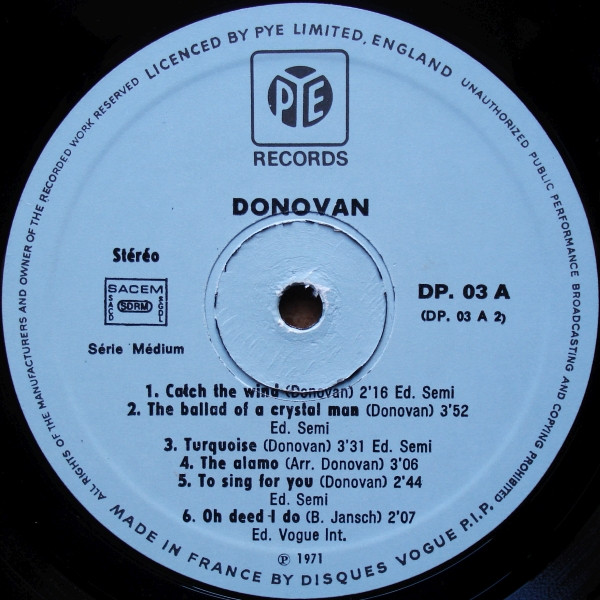 LICENCED BY PYE LIMITED, ENGLAND
UNAUTHORIZED PUBLIC PERFORMANCE BROADCASTING AND COPYING PROHIBITED
ALL RIGHTS OF THE MANUFACTURERS AND OWNER OF THE RECORDED WORK RESERVED
PYE
RECORDS
DONOVAN
Stéréo
SACEM
SACD
SDRM
SGDL
Série Médium
DP. 03 A
(DP. 03 A 2)
1. Catch the wind (Donovan) 2'16 Ed. Semi
2. The ballad of a crystal man (Donovan) 3'52
Ed. Semi
3. Turquoise (Donovan) 3'31 Ed. Semi
4. The alamo (Arr. Donovan) 3'06
5. To sing for you (Donovan) 2'44
Ed. Semi
6. Oh deed I do (B. Jansch) 2'07
Ed. Vogue Int.
℗ 1971
MADE IN FRANCE BY DISQUES VOGUE P.I.P.